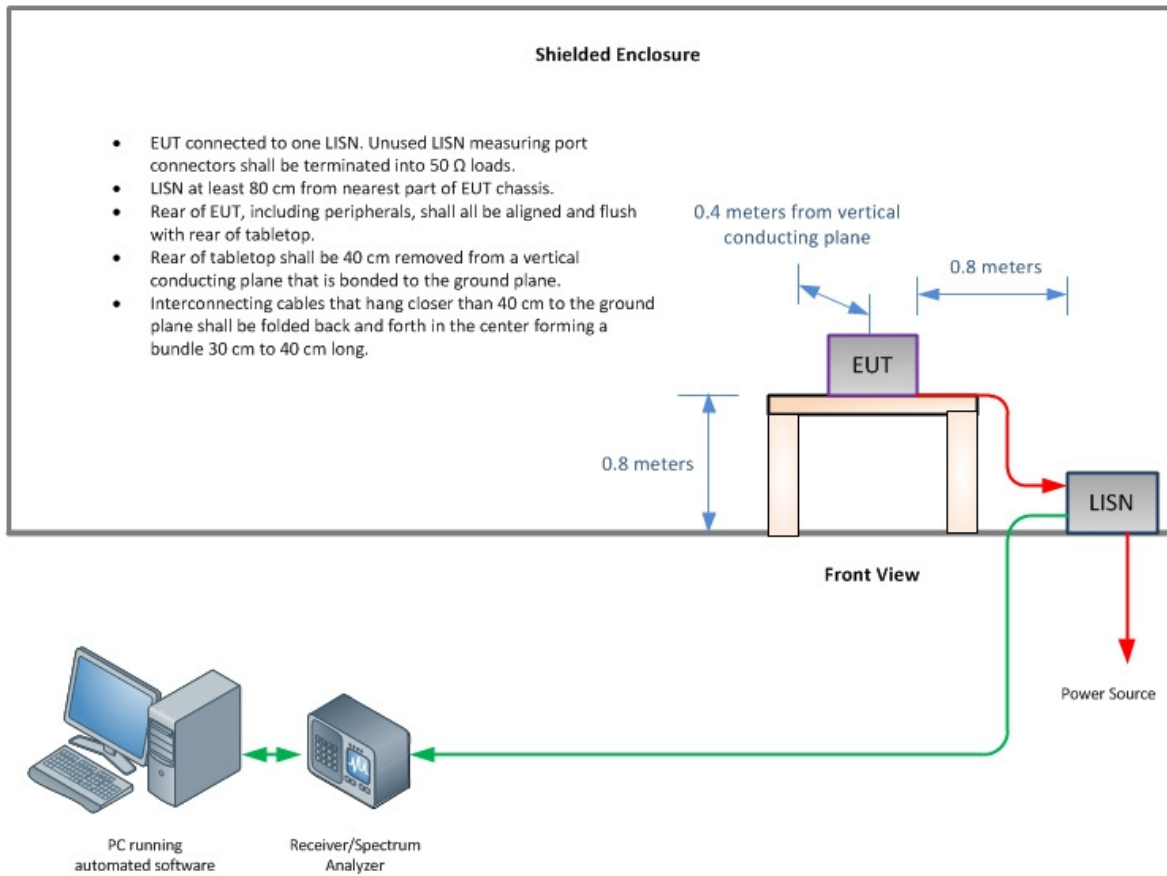 Shielded Enclosure
• EUT connected to one LISN. Unused LISN measuring port
connectors shall be terminated into 50 Ω loads.
• LISN at least 80 cm from nearest part of EUT chassis.
• Rear of EUT, including peripherals, shall all be aligned and flush
with rear of tabletop.
• Rear of tabletop shall be 40 cm removed from a vertical
conducting plane that is bonded to the ground plane.
• Interconnecting cables that hang closer than 40 cm to the ground
plane shall be folded back and forth in the center forming a
bundle 30 cm to 40 cm long.
0.4 meters from vertical
conducting plane
0.8 meters
EUT
0.8 meters
LISN
Front View
Power Source
PC running
automated software
Receiver/Spectrum
Analyzer